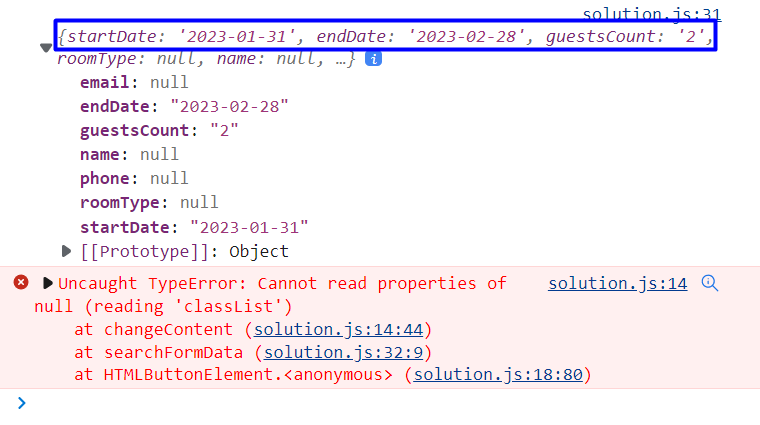 solution.js:31
{startDate: '2023-01-31', endDate: '2023-02-28', guestsCount: '2',
roomType: null, name: null, …} i
email: null
endDate: "2023-02-28"
guestsCount: "2"
name: null
phone: null
roomType: null
startDate: "2023-01-31"
[[Prototype]]: Object
Uncaught TypeError: Cannot read properties of solution.js:14
null (reading 'classList')
at changeContent (solution.js:14:44)
at searchFormData (solution.js:32:9)
at HTMLButtonElement.<anonymous> (solution.js:18:80)